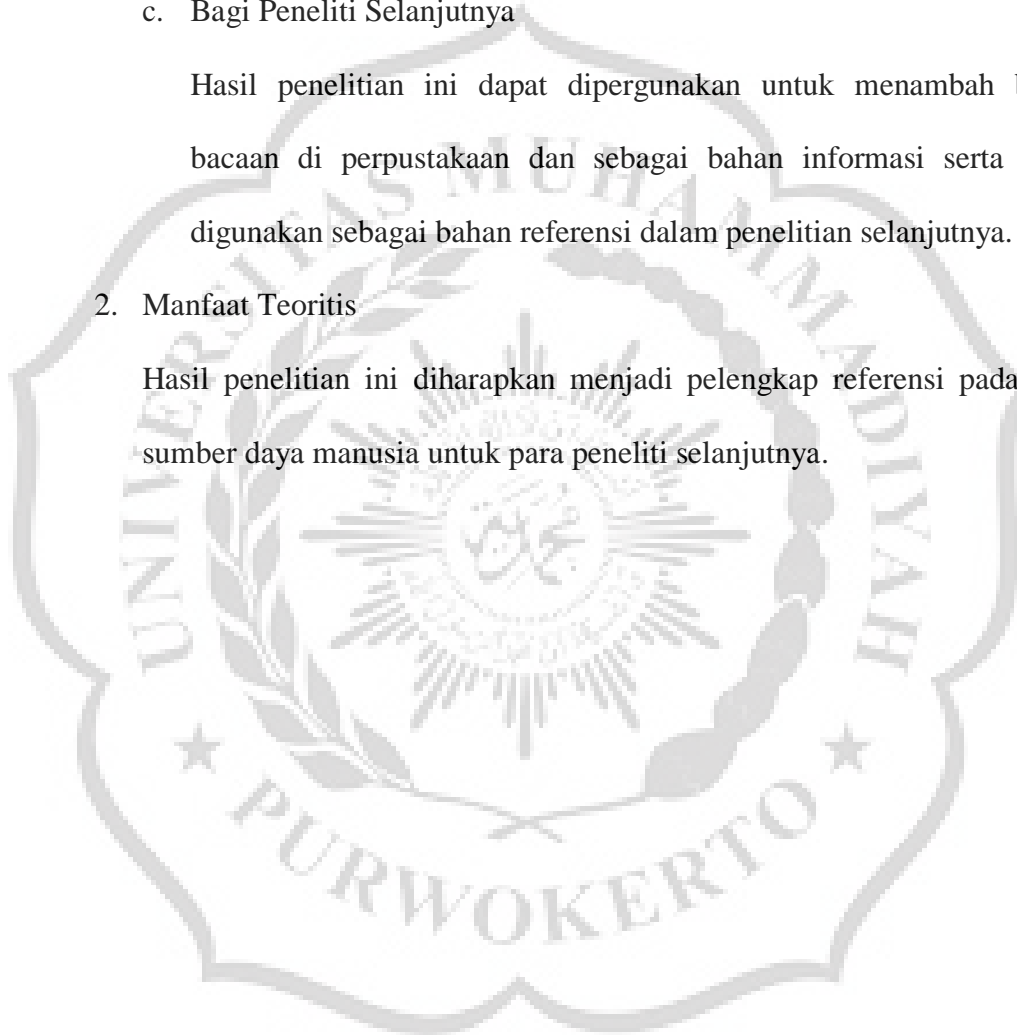 c. Bagi Peneliti Selanjutnya
Hasil penelitian ini dapat dipergunakan untuk menambah
bacaan di perpustakaan dan sebagai bahan informasi serta
digunakan sebagai bahan referensi dalam penelitian selanjutnya.
2. Manfaat Teoritis
Hasil penelitian ini diharapkan menjadi pelengkap referensi pada
sumber daya manusia untuk para peneliti selanjutnya.
UNIVERSITAS MUHAMMADIYAH
PURWOKERTO